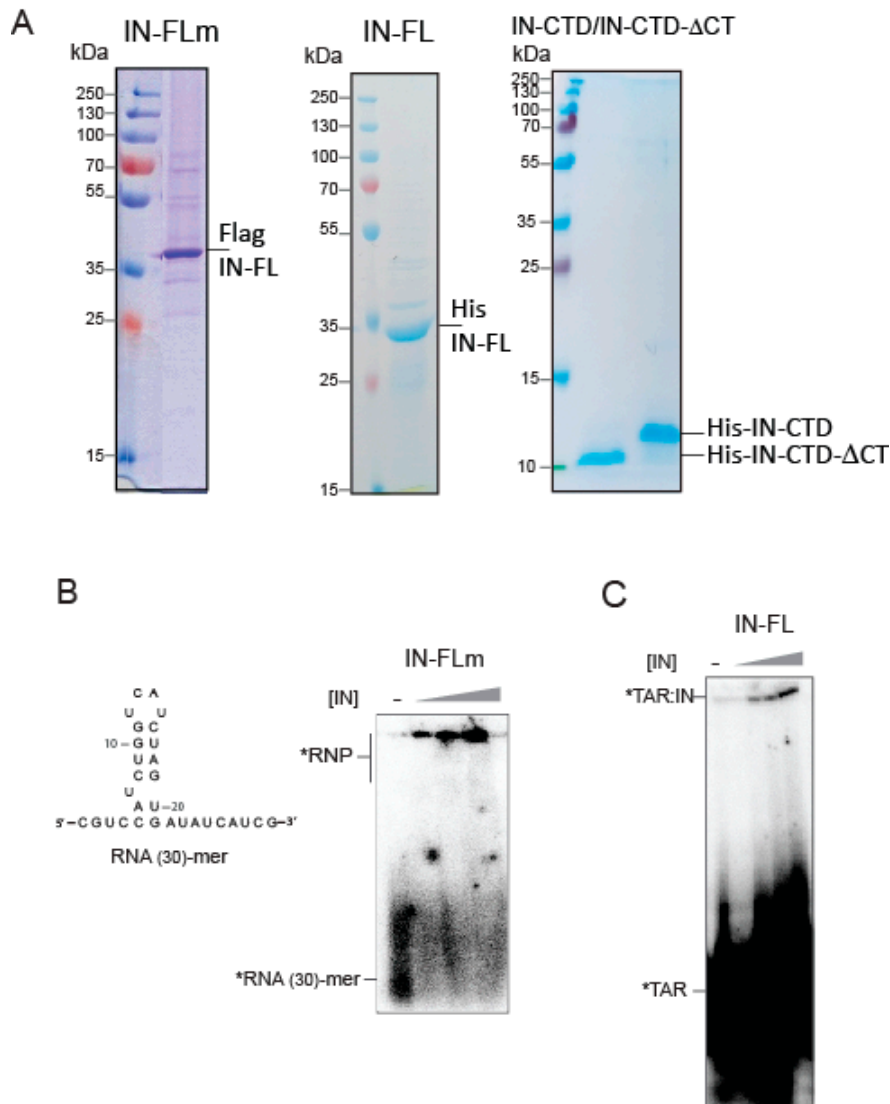 A
IN-FLm
kDa
250
130
100
70
55
35
25
15
Flag
IN-FL
IN-FL
kDa
250
130
100
70
55
35
25
15
His
IN-FL
IN-CTD/IN-CTD-ΔCT
kDa
250
130
100
70
55
35
25
15
10
His-IN-CTD
His-IN-CTD-ΔCT
B
C A
U U
G C
10 G U
U A
C G
U
A U 20
5' C G U C C G A U A U C A U C G 3'
RNA (30)-mer
IN-FLm
[IN] -
*RNP
*RNA (30)-mer
C
IN-FL
[IN] -
*TAR:IN
*TAR